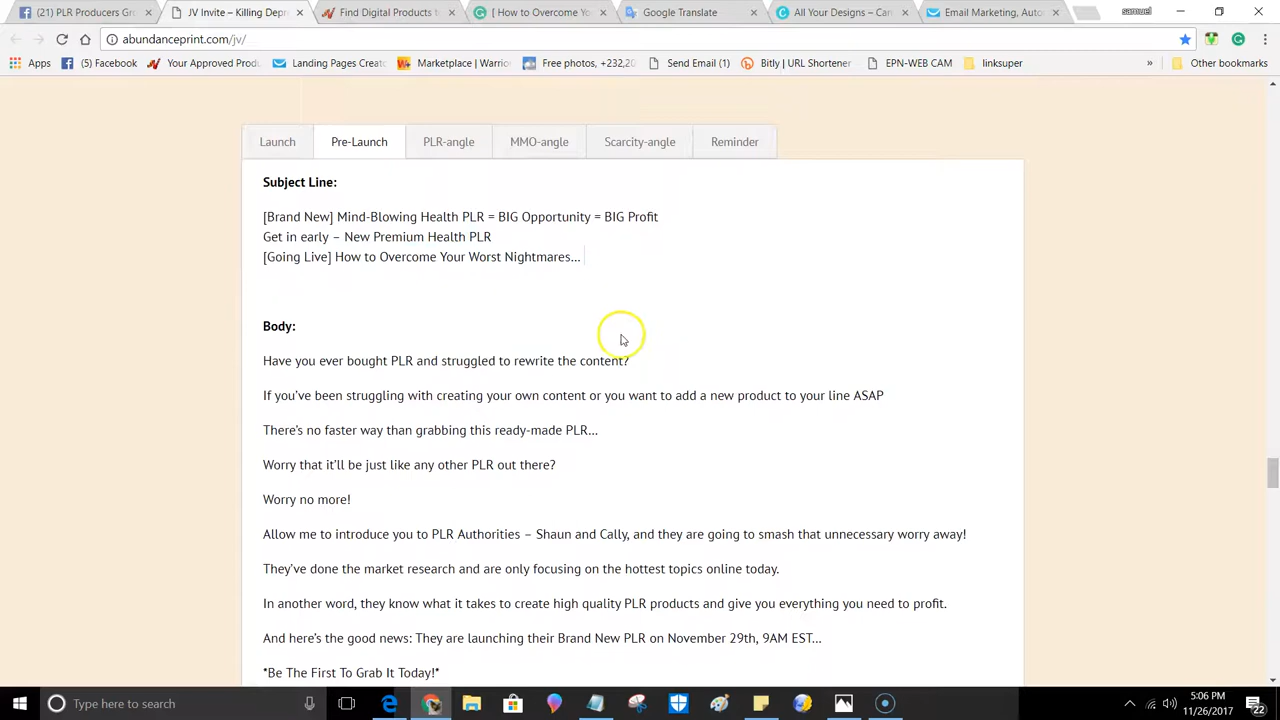 (21) PLR Producers Gro
JV Invite – Killing Depre
Find Digital Products to
[ How to Overcome You
Google Translate
All Your Designs – Can
Email Marketing, Auto
samuel
abundanceprint.com/jv/
Apps
(5) Facebook
Your Approved Produ
Landing Pages Create
Marketplace | Warrior
Free photos, +232,20
Send Email (1)
Bitly | URL Shortener
EPN-WEB CAM
linksuper
»
Other bookmarks
Launch
Pre-Launch
PLR-angle
MMO-angle
Scarcity-angle
Reminder
Subject Line:
[Brand New] Mind-Blowing Health PLR = BIG Opportunity = BIG Profit
Get in early – New Premium Health PLR
[Going Live] How to Overcome Your Worst Nightmares…
Body:
Have you ever bought PLR and struggled to rewrite the content?
If you've been struggling with creating your own content or you want to add a new product to your line ASAP
There's no faster way than grabbing this ready-made PLR…
Worry that it'll be just like any other PLR out there?
Worry no more!
Allow me to introduce you to PLR Authorities – Shaun and Cally, and they are going to smash that unnecessary worry away!
They've done the market research and are only focusing on the hottest topics online today.
In another word, they know what it takes to create high quality PLR products and give you everything you need to profit.
And here's the good news: They are launching their Brand New PLR on November 29th, 9AM EST…
*Be The First To Grab It Today!*
Type here to search
5:06 PM
11/26/2017
22